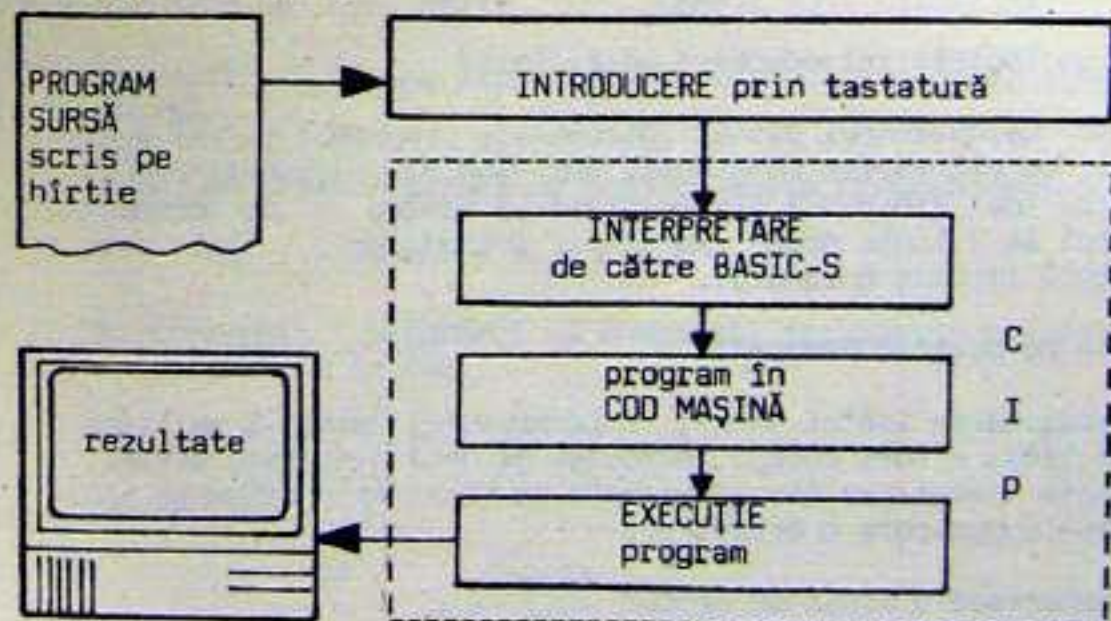 PROGRAM
SURSĂ
scris pe
hîrtie
INTRODUCERE prin tastatură
INTERPRETARE
de către BASIC-S
program în
COD MAŞINĂ
EXECUŢIE
program
C
I
P
rezultate